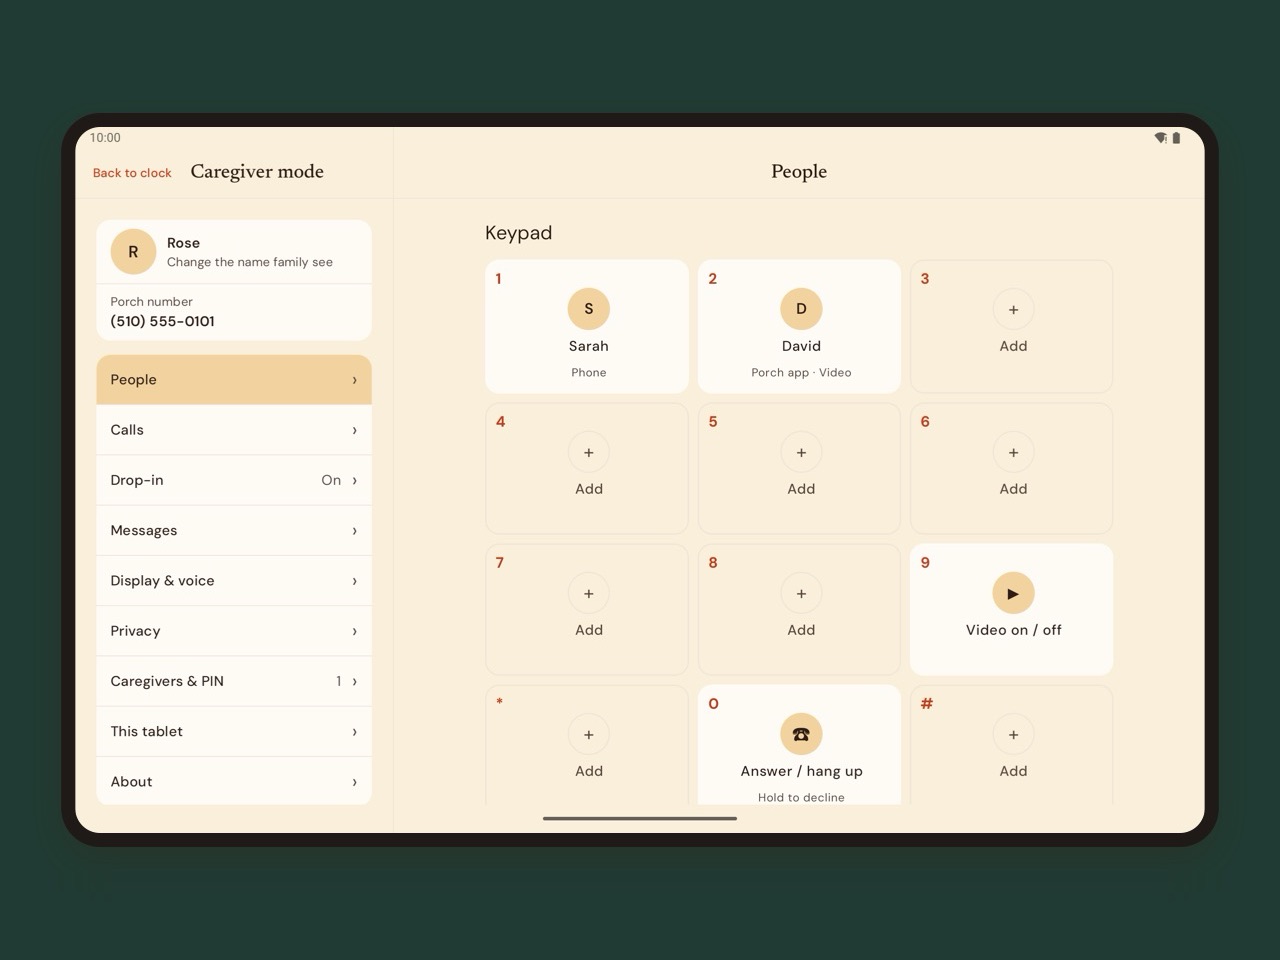 10:00
Back to clock
Caregiver mode
People
R
Rose
Change the name family see
Porch number
(510) 555-0101
People
Calls
Drop-in
On
Messages
Display & voice
Privacy
Caregivers & PIN
1
This tablet
About
Keypad
1
S
Sarah
Phone
2
D
David
Porch app · Video
3
+
Add
4
+
Add
5
+
Add
6
+
Add
7
+
Add
8
+
Add
9
Video on / off
*
+
Add
0
Answer / hang up
Hold to decline
#
+
Add